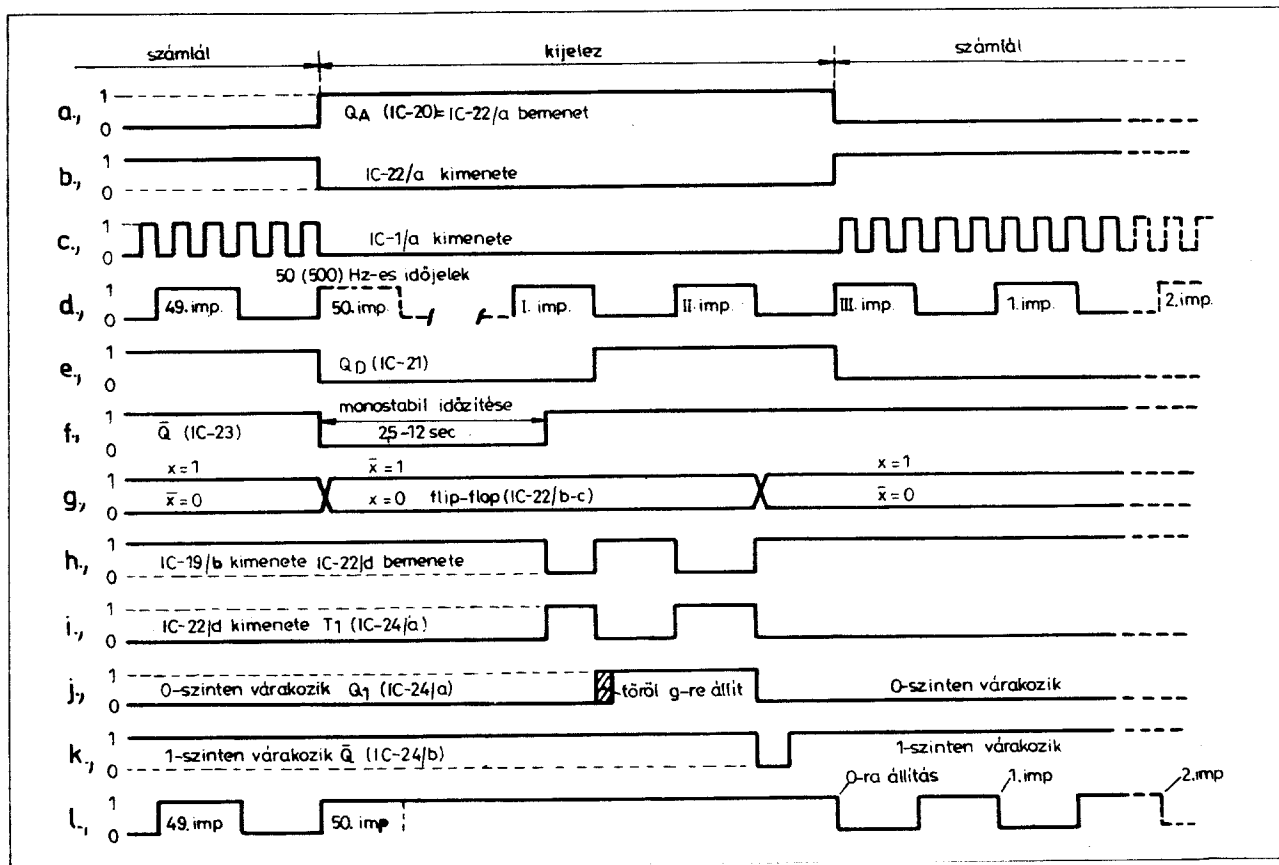 számlál kijelez számlál
a., 1 0 QA (IC-20)= IC-22/a bemenet
b., 1 0 IC-22/a kimenete
c., 1 0 IC-1/a kimenete
50 (500) Hz-es időjelek
d., 1 0 49. imp. 50. imp. I. imp. II. imp. III. imp. 1. imp. 2. imp.
e., 1 0 QD (IC-21)
monostabil időzítése
f., 1 0 Q̄ (IC-23) 2,5-12 sec
x = 1 x̄ = 1 x = 1
g., 1 0 x̄ = 0 x = 0 flip-flop (IC-22/b-c) x̄ = 0
h., 1 0 IC-19/b kimenete IC-22/d bemenete
i., 1 0 IC-22/d kimenete T1 (IC-24/a)
j., 1 0 0-szinten várakozik Q1 (IC-24/a) töröl g-re állít 0-szinten várakozik
k., 1 0 1-szinten várakozik Q̄ (IC-24/b) 1-szinten várakozik
0-ra állítás 1. imp 2. imp
l., 1 0 49. imp 50. imp